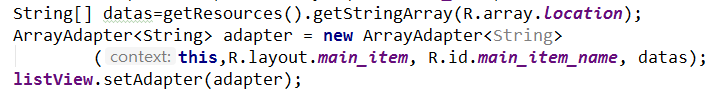 String[] datas=getResources().getStringArray(R.array.location);
ArrayAdapter<String> adapter = new ArrayAdapter<String>
( context: this,R.layout.main_item, R.id.main_item_name, datas);
listView.setAdapter(adapter);